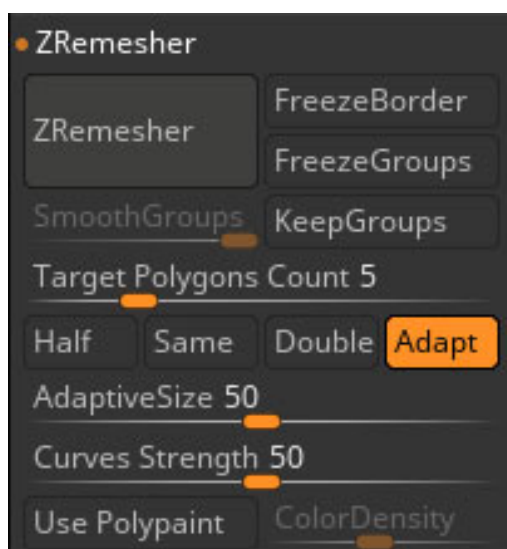 ZRemesher
ZRemesher
FreezeBorder
FreezeGroups
SmoothGroups KeepGroups
Target Polygons Count 5
Half Same Double Adapt
AdaptiveSize 50
Curves Strength 50
Use Polypaint ColorDensity